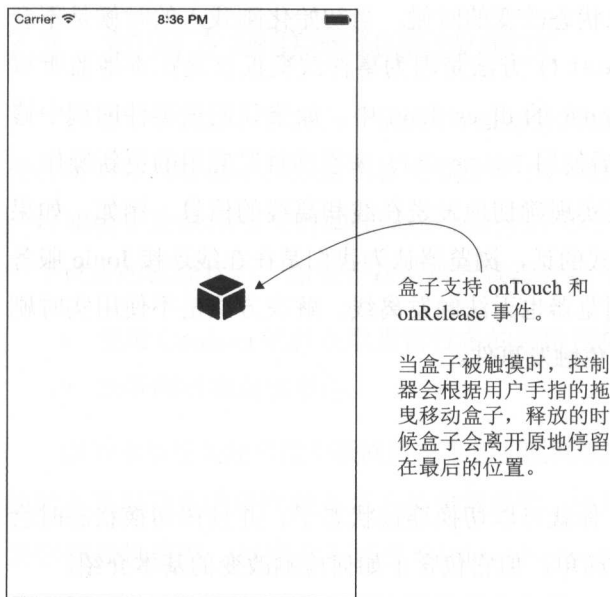 Carrier
8:36 PM
盒子支持 onTouch 和
onRelease 事件。
当盒子被触摸时，控制
器会根据用户手指的拖
曳移动盒子，释放的时
候盒子会离开原地停留
在最后的位置。